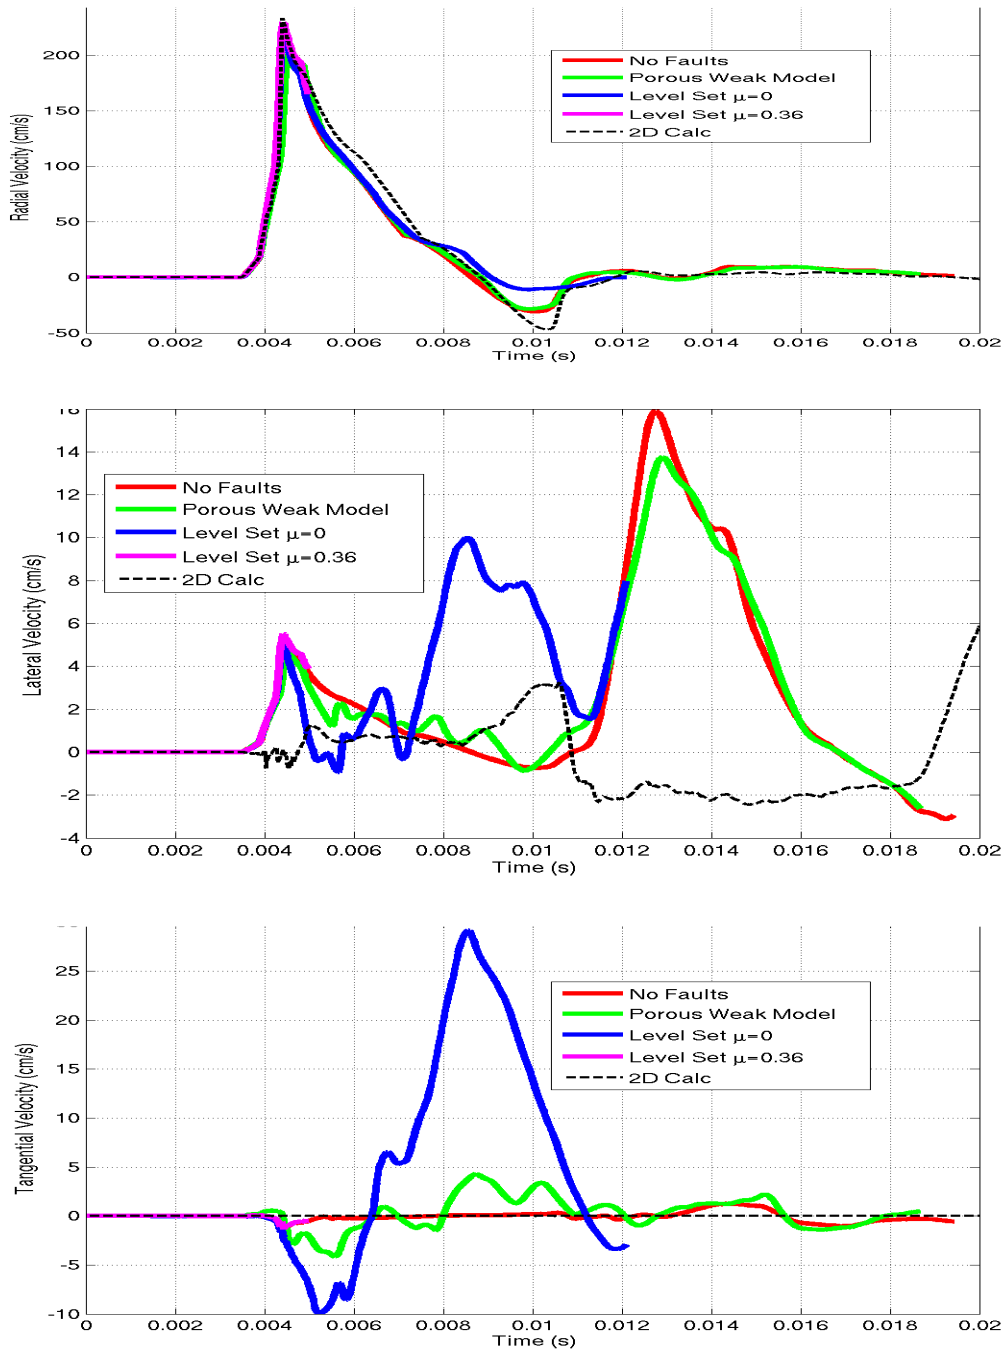 Radial Velocity (cm/s)
200
150
100
50
0
-50
No Faults
Porous Weak Model
Level Set μ=0
Level Set μ=0.36
2D Calc
0 0.002 0.004 0.006 0.008 0.01 0.012 0.014 0.016 0.018 0.02
Time (s)
Lateral Velocity (cm/s)
16
14
12
10
8
6
4
2
0
-2
-4
No Faults
Porous Weak Model
Level Set μ=0
Level Set μ=0.36
2D Calc
0 0.002 0.004 0.006 0.008 0.01 0.012 0.014 0.016 0.018 0.02
Time (s)
Tangential Velocity (cm/s)
25
20
15
10
5
0
-5
-10
No Faults
Porous Weak Model
Level Set μ=0
Level Set μ=0.36
2D Calc
0 0.002 0.004 0.006 0.008 0.01 0.012 0.014 0.016 0.018 0.02
Time (s)